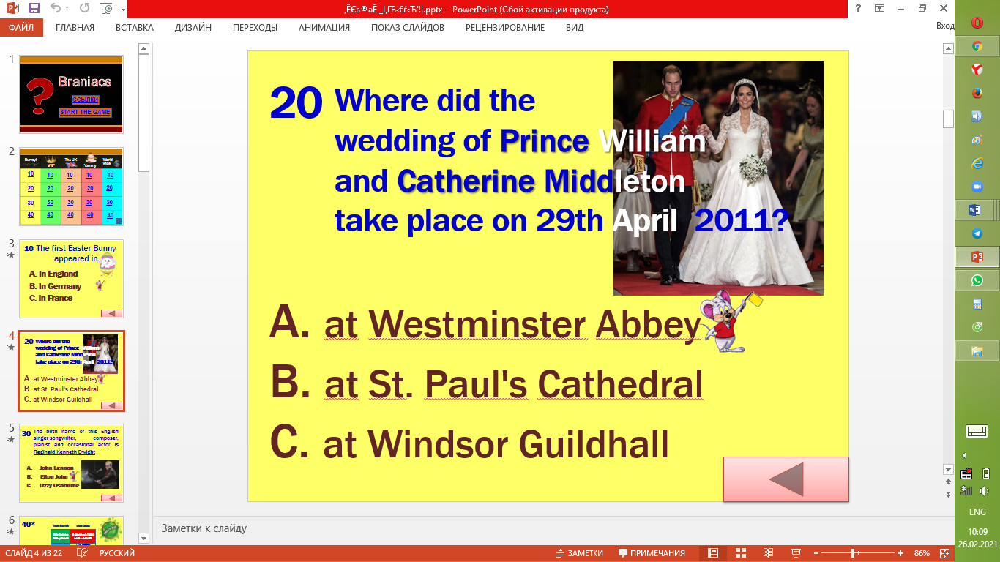 ‚Ё€в®аЁ _ЏЋ‹€ѓ‹Ћ’!!.pptx - PowerPoint (Сбой активации продукта)
ФАЙЛ ГЛАВНАЯ ВСТАВКА ДИЗАЙН ПЕРЕХОДЫ АНИМАЦИЯ ПОКАЗ СЛАЙДОВ РЕЦЕНЗИРОВАНИЕ ВИД Вход
1
Braniacs
ССЫЛКИ
START THE GAME
2
Hurray! VII* The UK Yammy World-wide
10 10 10 10 10
20 20 20 20 20
30 30 30 30 30
40 40 40 40 40
3
10 The first Easter Bunny
appeared in
A. In England
B. In Germany
C. In France
4
20 Where did the
wedding of Prince William
and Catherine Middleton
take place on 29th April 2011?
A. at Westminster Abbey
B. at St. Paul's Cathedral
C. at Windsor Guildhall
5
30 The birth name of this English
singer-songwriter, composer,
pianist and occasional actor is
Reginald Kenneth Dwight
A. John Lennon
B. Elton John
C. Ozzy Osbourne
6
40*
20 Where did the
wedding of Prince William
and Catherine Middleton
take place on 29th April 2011?
A. at Westminster Abbey
B. at St. Paul's Cathedral
C. at Windsor Guildhall
Заметки к слайду
СЛАЙД 4 ИЗ 22 РУССКИЙ ЗАМЕТКИ ПРИМЕЧАНИЯ 86%
ENG
10:09
26.02.2021